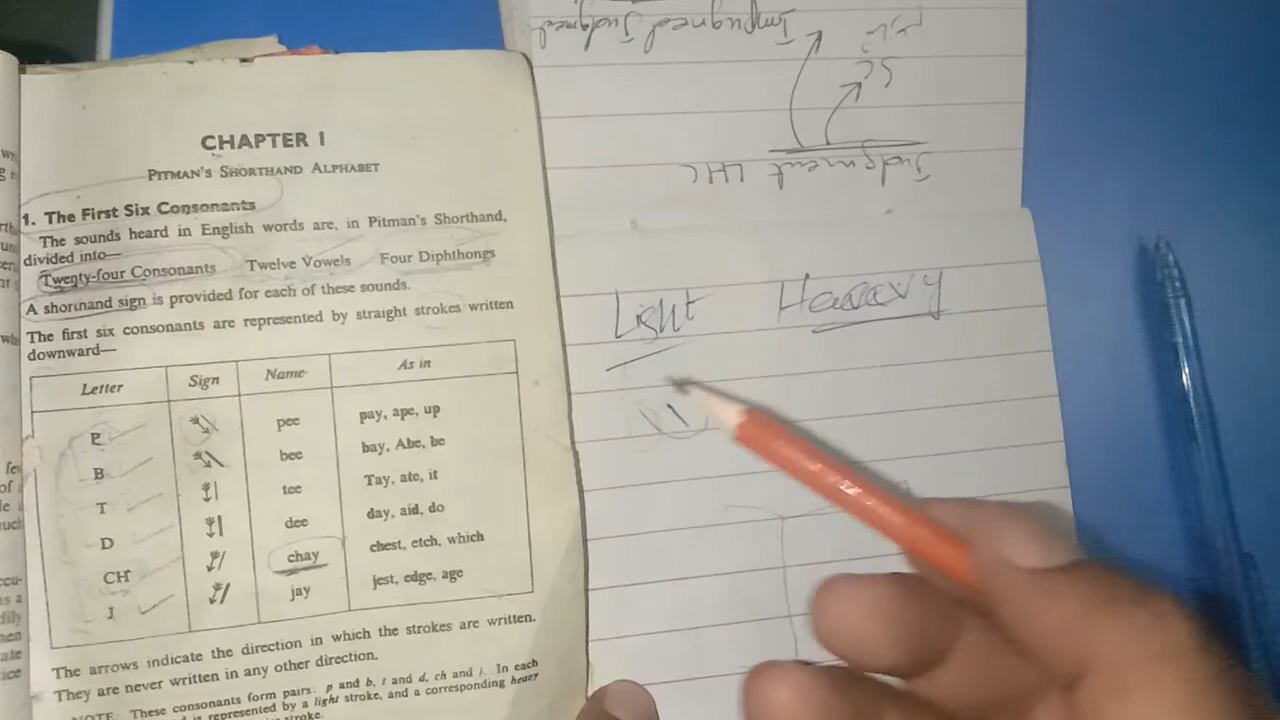 CHAPTER I
PITMAN'S SHORTHAND ALPHABET
1. The First Six Consonants
The sounds heard in English words are, in Pitman's Shorthand,
divided into—
Twenty-four Consonants Twelve Vowels Four Diphthongs
A shorthand sign is provided for each of these sounds.
The first six consonants are represented by straight strokes written
downward—
Letter Sign Name As in
P pee pay, ape, up
B bee bay, Abe, be
T tee Tay, ate, it
D dee day, aid, do
CH chay chest, etch, which
J jay jest, edge, age
The arrows indicate the direction in which the strokes are written.
They are never written in any other direction.
NOTE: These consonants form pairs: p and b, t and d, ch and j. In each
is represented by a light stroke, and a corresponding heavy
stroke.
Impugned Judgment
SC
Judgment LHC
Light Heavy